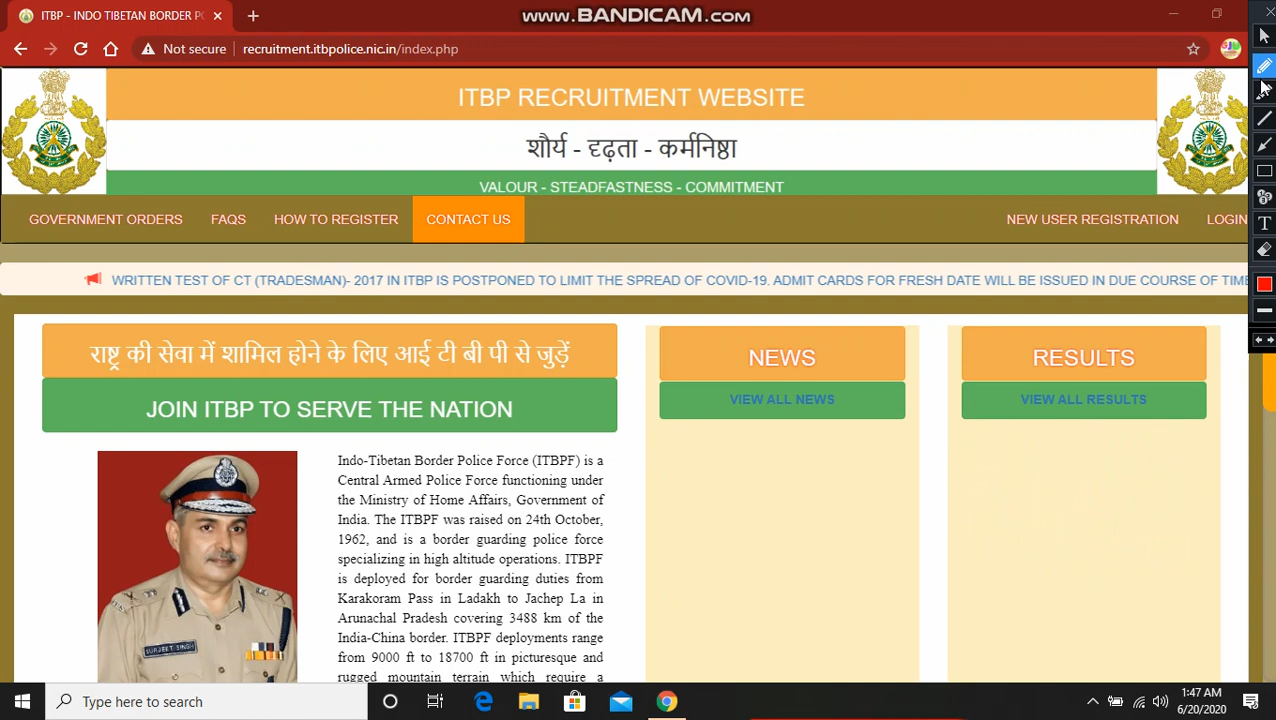 ITBP - INDO TIBETAN BORDER PO
www.BANDICAM.com
Not secure
recruitment.itbpolice.nic.in/index.php
ITBP RECRUITMENT WEBSITE
शौर्य - दृढ़ता - कर्मनिष्ठा
VALOUR - STEADFASTNESS - COMMITMENT
GOVERNMENT ORDERS
FAQS
HOW TO REGISTER
CONTACT US
NEW USER REGISTRATION
LOGIN
WRITTEN TEST OF CT (TRADESMAN)- 2017 IN ITBP IS POSTPONED TO LIMIT THE SPREAD OF COVID-19. ADMIT CARDS FOR FRESH DATE WILL BE ISSUED IN DUE COURSE OF TIME
राष्ट्र की सेवा में शामिल होने के लिए आई टी बी पी से जुड़ें
JOIN ITBP TO SERVE THE NATION
Indo-Tibetan Border Police Force (ITBPF) is a
Central Armed Police Force functioning under
the Ministry of Home Affairs, Government of
India. The ITBPF was raised on 24th October,
1962, and is a border guarding police force
specializing in high altitude operations. ITBPF
is deployed for border guarding duties from
Karakoram Pass in Ladakh to Jachep La in
Arunachal Pradesh covering 3488 km of the
India-China border. ITBPF deployments range
from 9000 ft to 18700 ft in picturesque and
rugged mountain terrain which require a
SURJEET SINGH
NEWS
VIEW ALL NEWS
RESULTS
VIEW ALL RESULTS
T
Type here to search
1:47 AM
6/20/2020